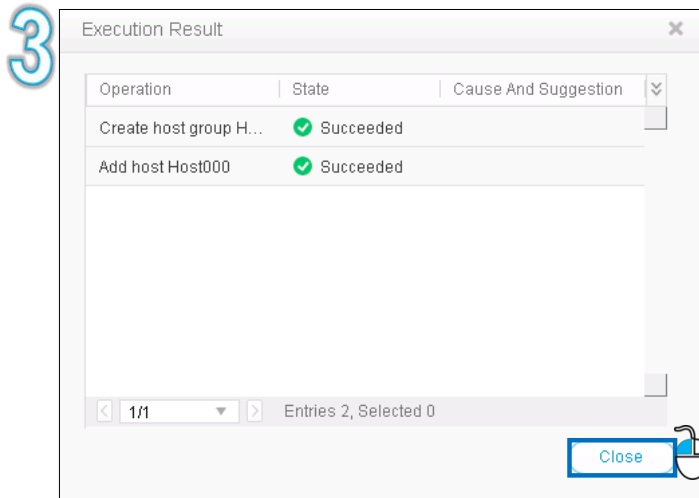 3
Execution Result
Operation State Cause And Suggestion
Create host group H... Succeeded
Add host Host000 Succeeded
1/1 Entries 2, Selected 0
Close